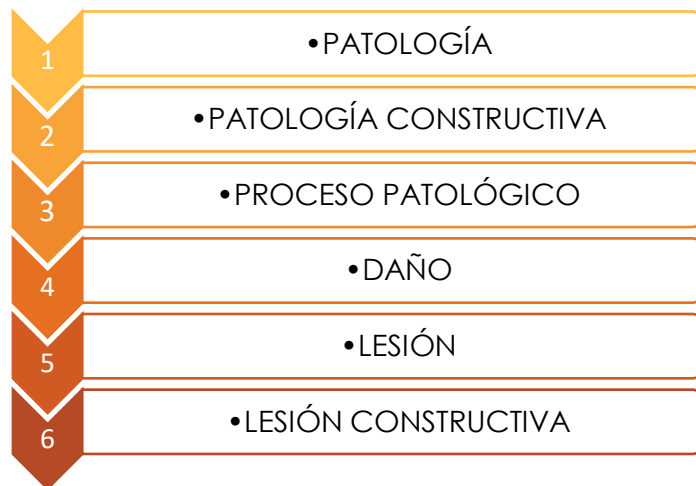 1
•PATOLOGÍA
2
•PATOLOGÍA CONSTRUCTIVA
3
•PROCESO PATOLÓGICO
4
•DAÑO
5
•LESIÓN
6
•LESIÓN CONSTRUCTIVA